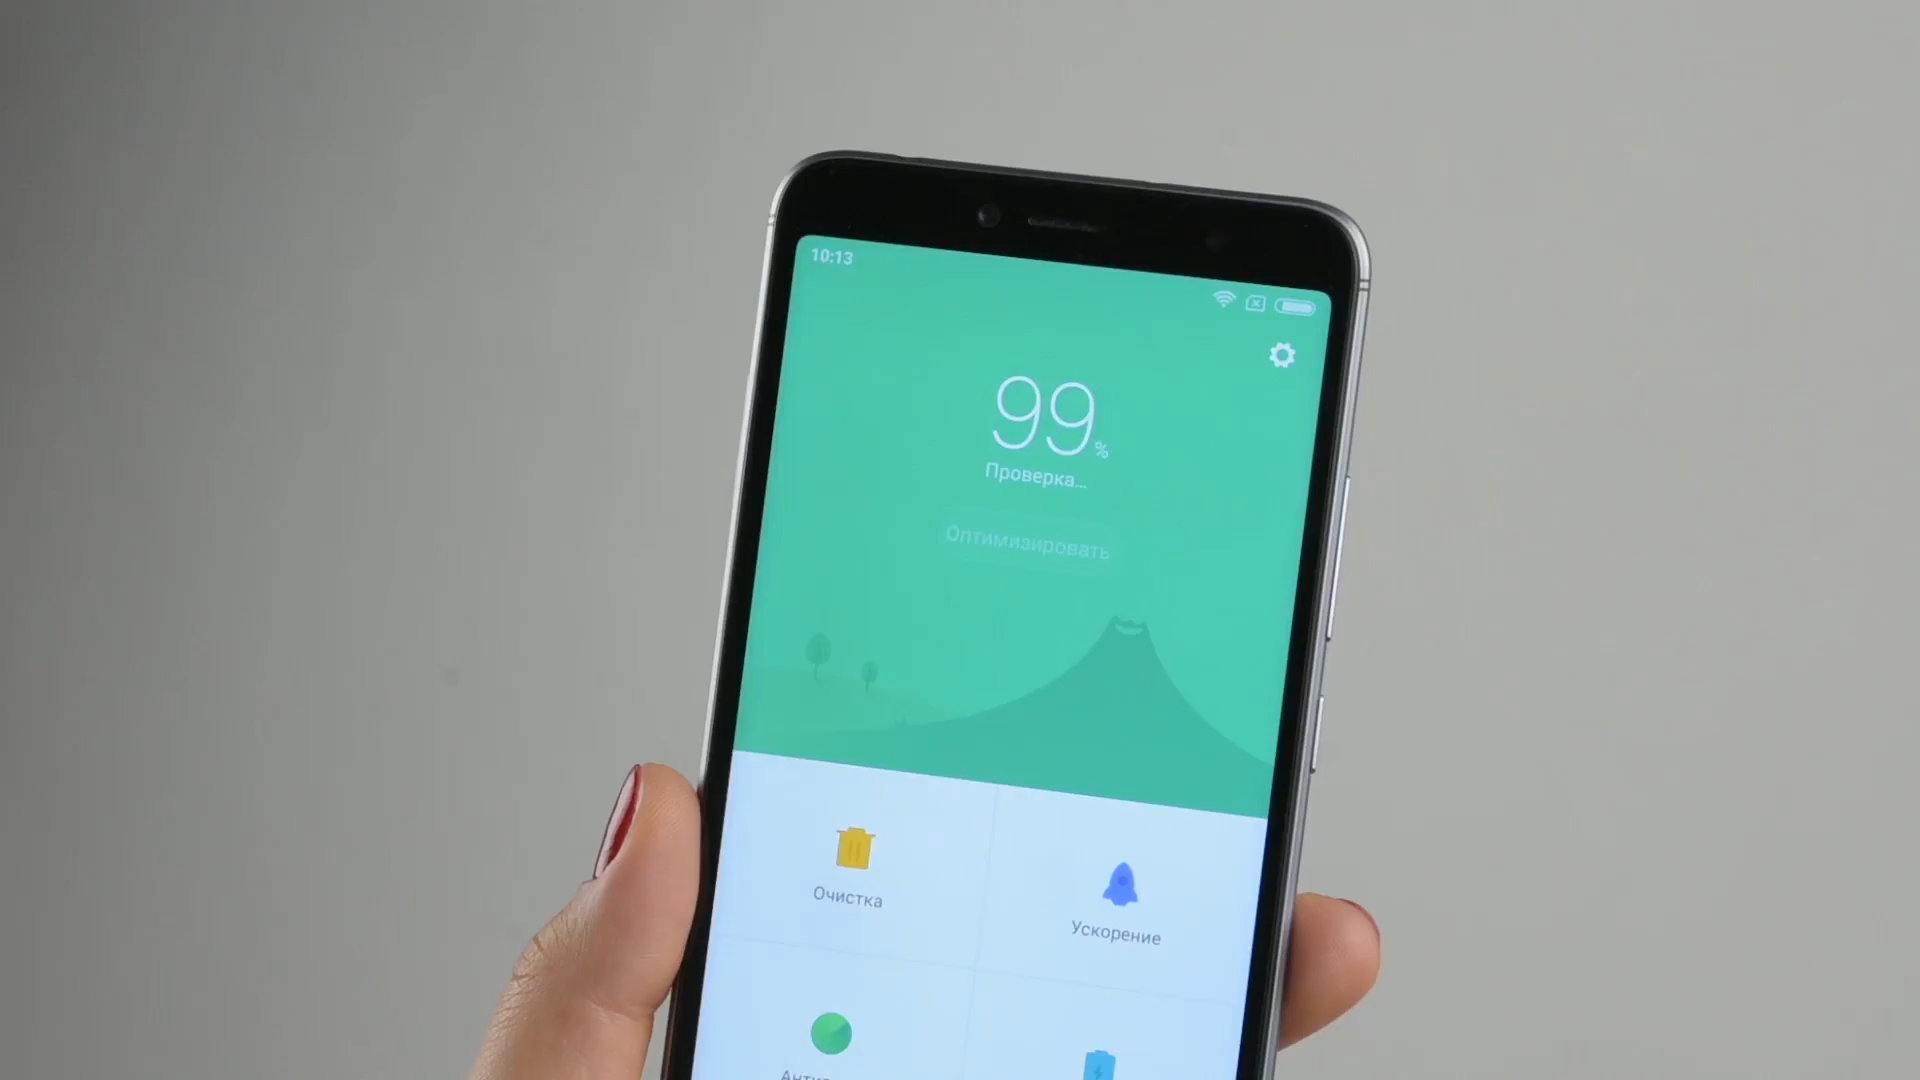 10:13
99%
Проверка...
Оптимизировать
Очистка
Ускорение